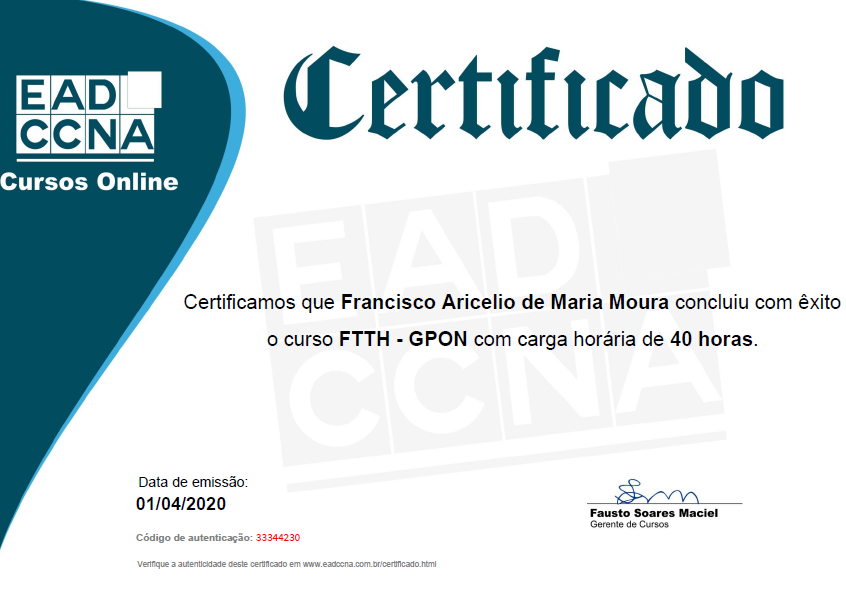 EAD
CCNA
Cursos Online
Certificado
EAD
CCNA
Certificamos que Francisco Aricelio de Maria Moura concluiu com êxito
o curso FTTH - GPON com carga horária de 40 horas.
Data de emissão:
01/04/2020
Fausto Soares Maciel
Gerente de Cursos
Código de autenticação: 33344230
Verifique a autenticidade deste certificado em www.eadccna.com.br/certificado.html